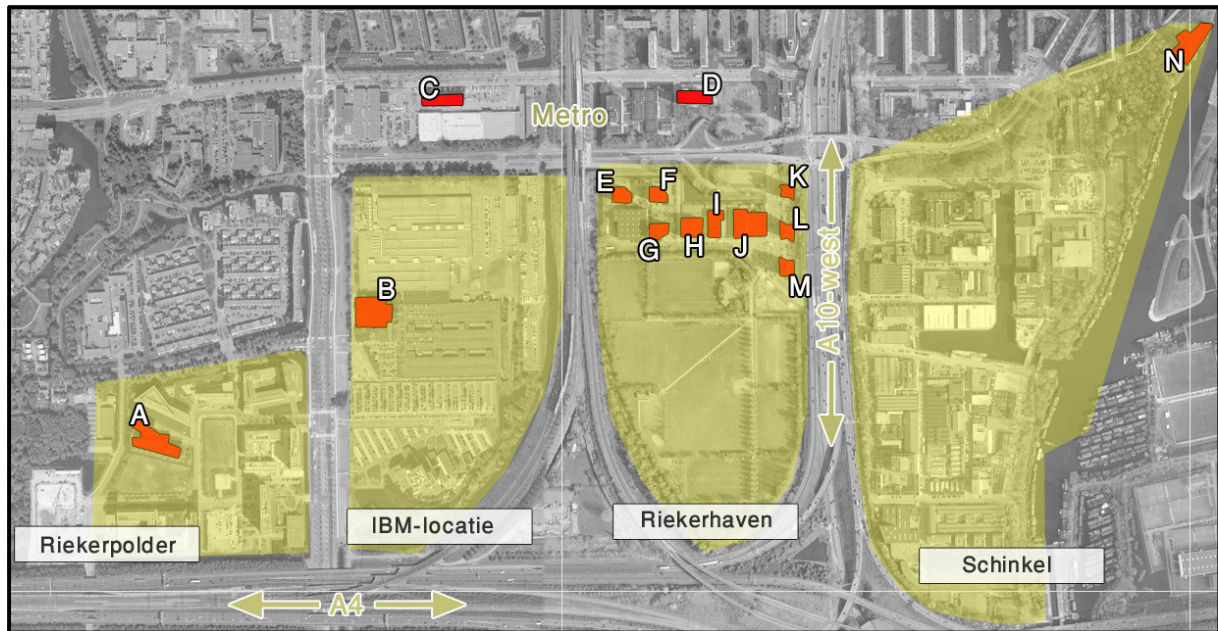 N
C
D
Metro
E
F
K
I
L
G
H
J
M
B
A10-west
A
Riekerpolder
IBM-locatie
Riekerhaven
Schinkel
A4